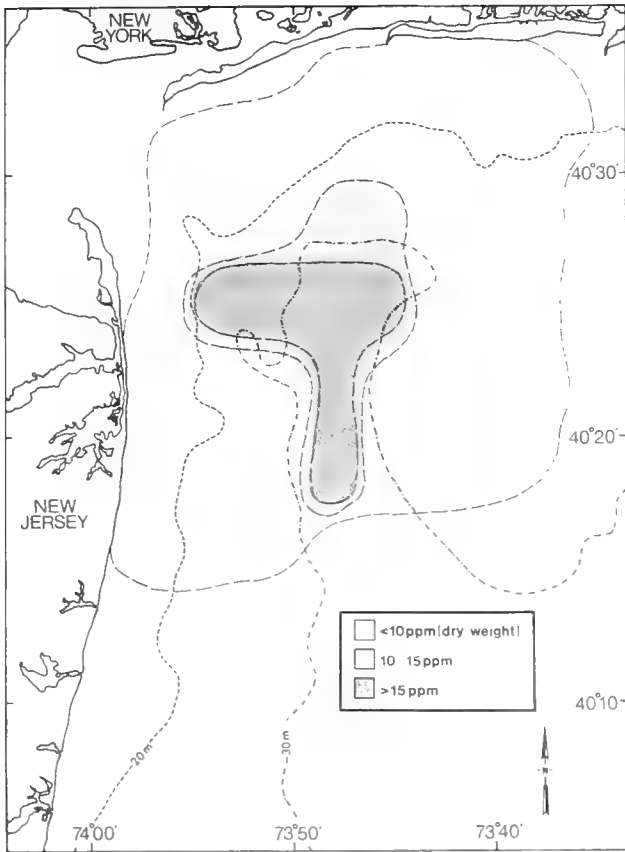 NEW
YORK
40°30'
40°20'
NEW
JERSEY
<10ppm(dry weight)
10 15ppm
>15ppm
40°10'
20m
30m
N
74°00'
73°50'
73°40'